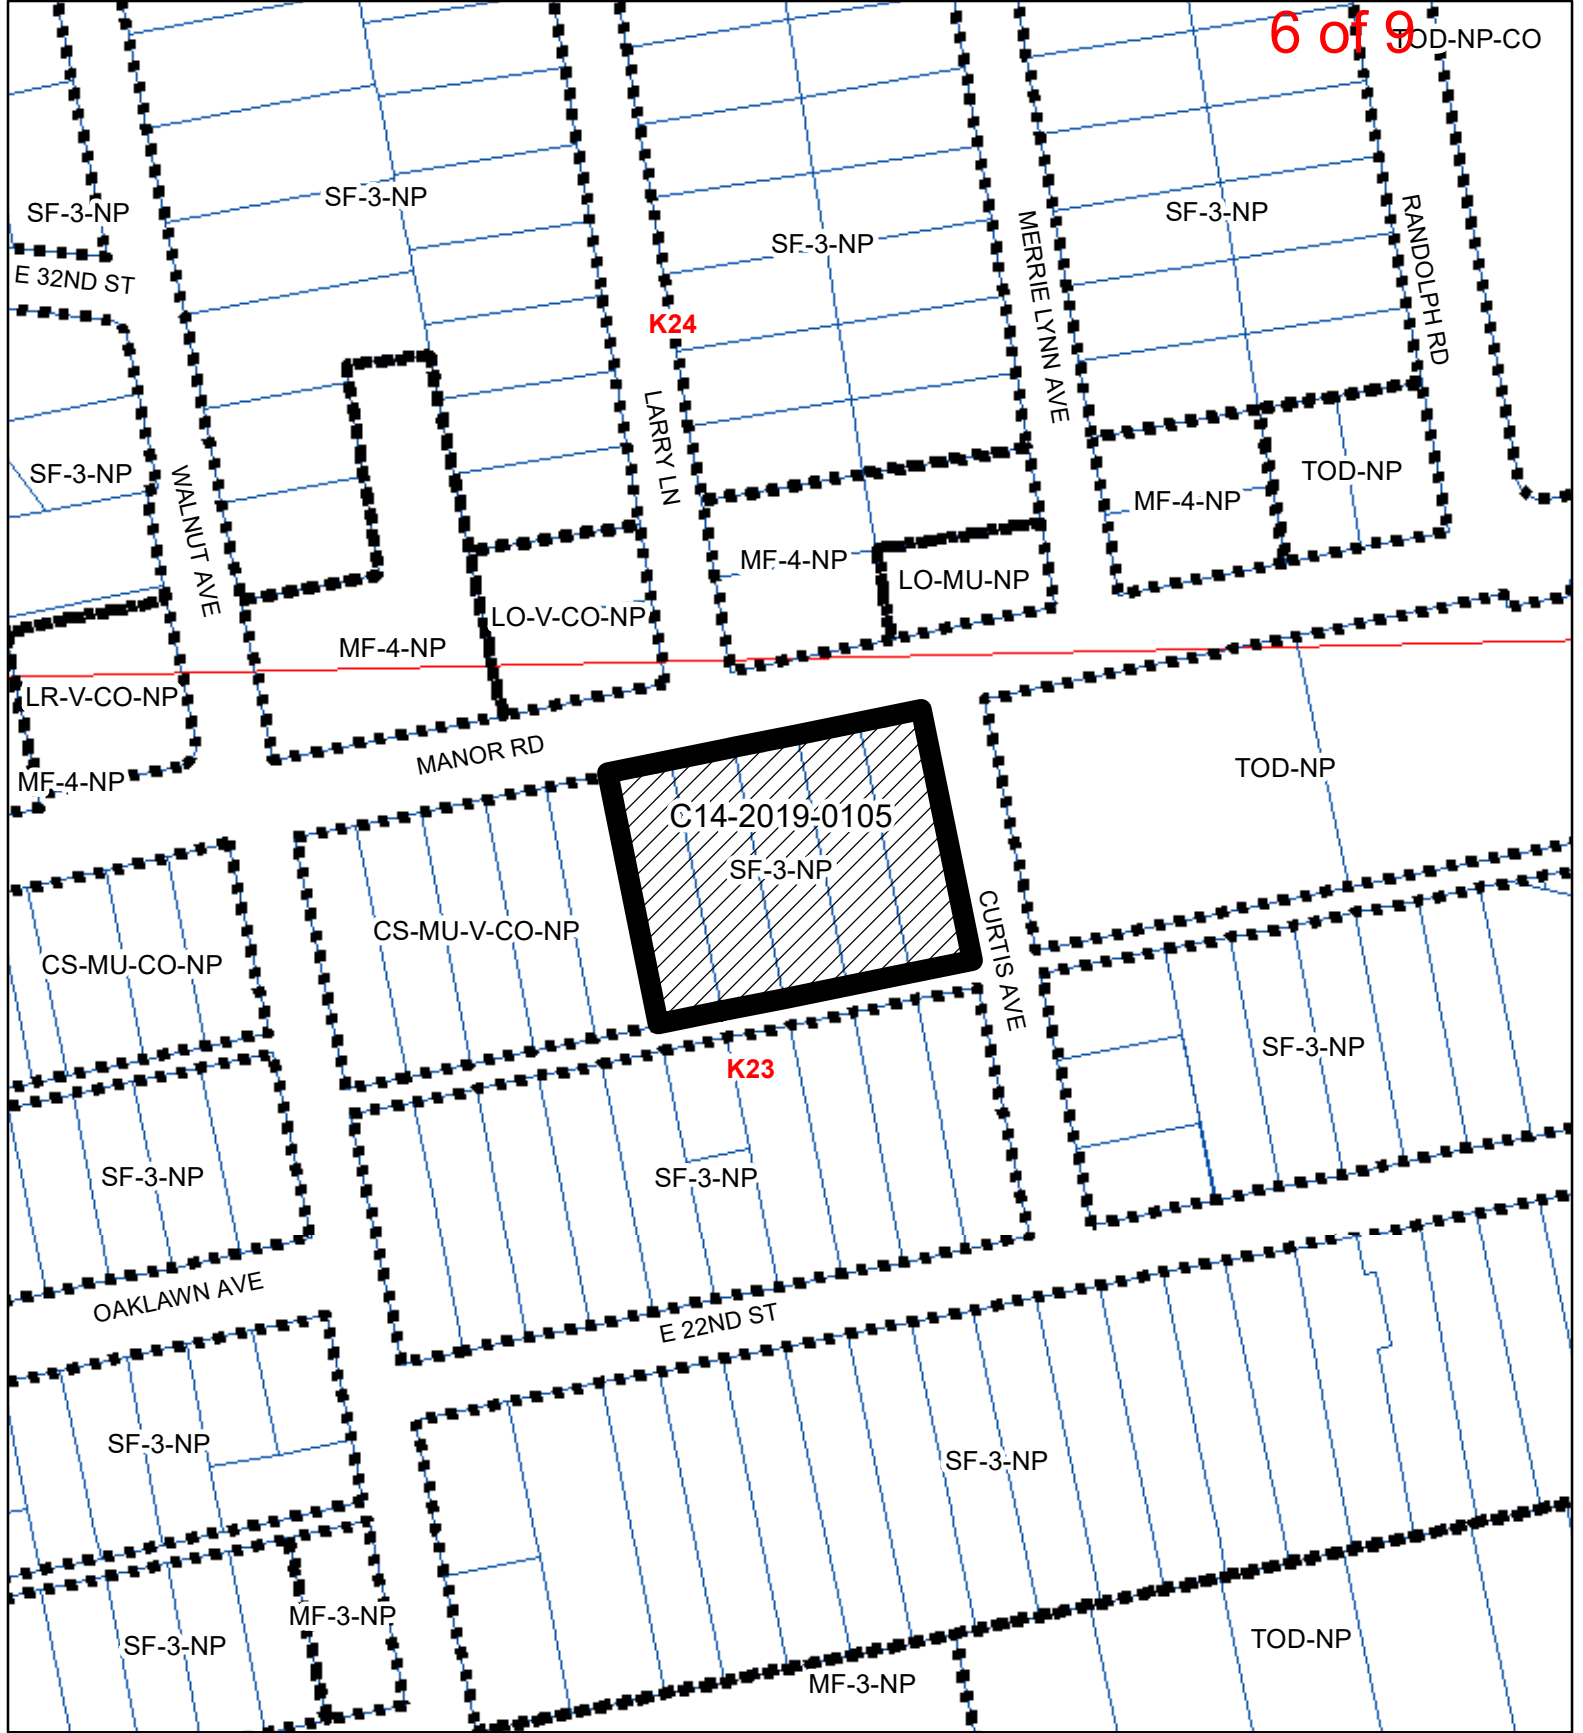 6 of 9
TOD-NP-CO
SF-3-NP
SF-3-NP
SF-3-NP
SF-3-NP
E 32ND ST
MERRIE LYNN AVE
RANDOLPH RD
K24
LARRY LN
SF-3-NP
WALNUT AVE
TOD-NP
MF-4-NP
MF-4-NP
LO-MU-NP
LO-V-CO-NP
MF-4-NP
LR-V-CO-NP
MANOR RD
MF-4-NP
TOD-NP
C14-2019-0105
SF-3-NP
CURTIS AVE
CS-MU-V-CO-NP
CS-MU-CO-NP
SF-3-NP
K23
SF-3-NP
SF-3-NP
OAKLAWN AVE
E 22ND ST
SF-3-NP
SF-3-NP
MF-3-NP
SF-3-NP
TOD-NP
MF-3-NP